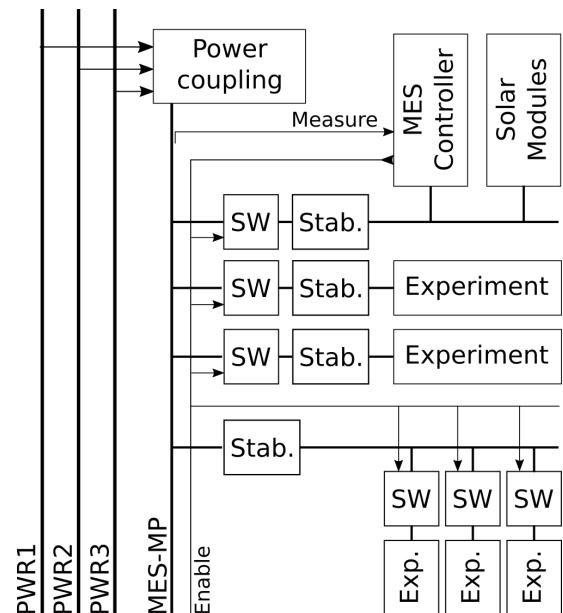 Power
coupling
Measure
MES
Controller
Solar
Modules
SW
Stab.
SW
Stab.
Experiment
SW
Stab.
Experiment
Stab.
SW
SW
SW
Exp.
Exp.
Exp.
PWR1
PWR2
PWR3
MES-MP
Enable